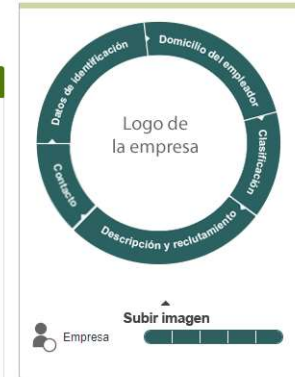 Datos de identificación
Domicilio del empleador
Clasificación
Descripción y reclutamiento
Contacto
Logo de
la empresa
Subir imagen
Empresa